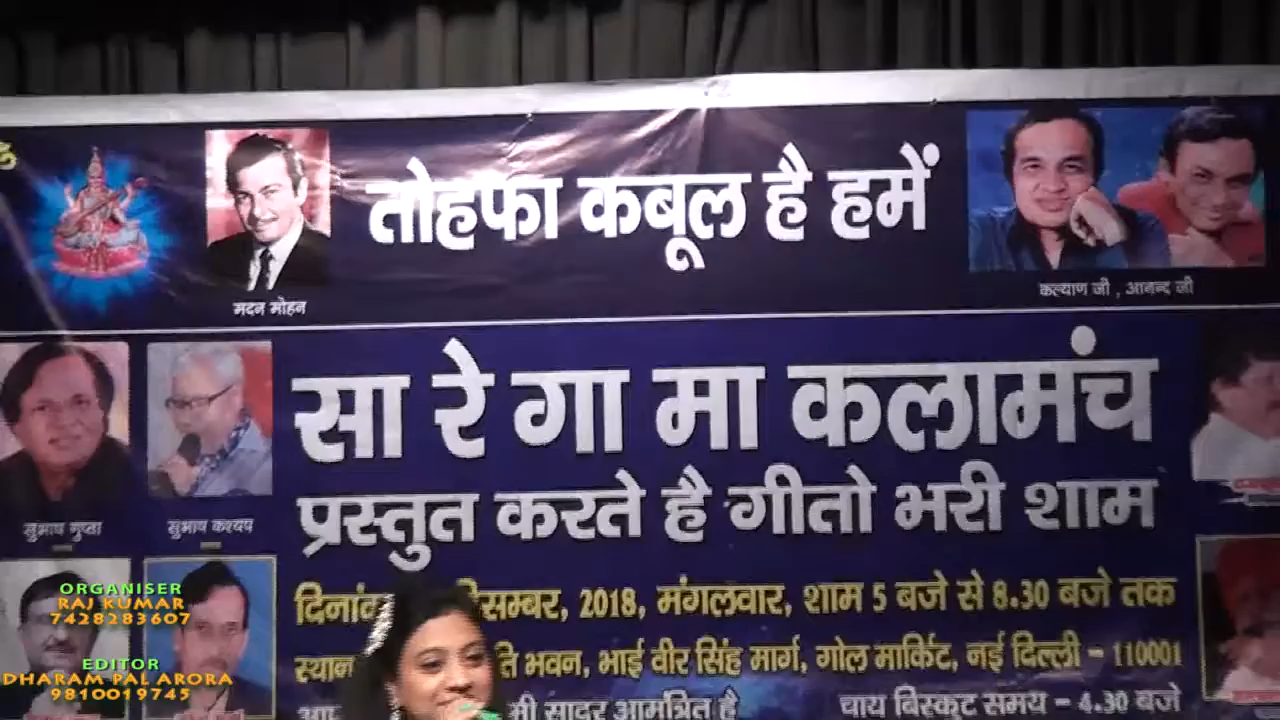 ॐ
तोहफा कबूल है हमें
मदन मोहन
कल्याण जी , आनन्द जी
सा रे गा मा कलामंच
प्रस्तुत करते है गीतो भरी शाम
सुभाष गुप्ता
सुभाष कश्यप
2018, मंगलवार, शाम 5 बजे से 8.30 बजे तक
स्थान
भवन, भाई वीर सिंह मार्ग, गोल मार्किट, नई दिल्ली - 110001
सादर आमंत्रित है
चाय बिस्कुट समय - 4.30 बजे
ORGANISER
RAJ KUMAR
7428283607
EDITOR
DHARAM PAL ARORA
9810019745